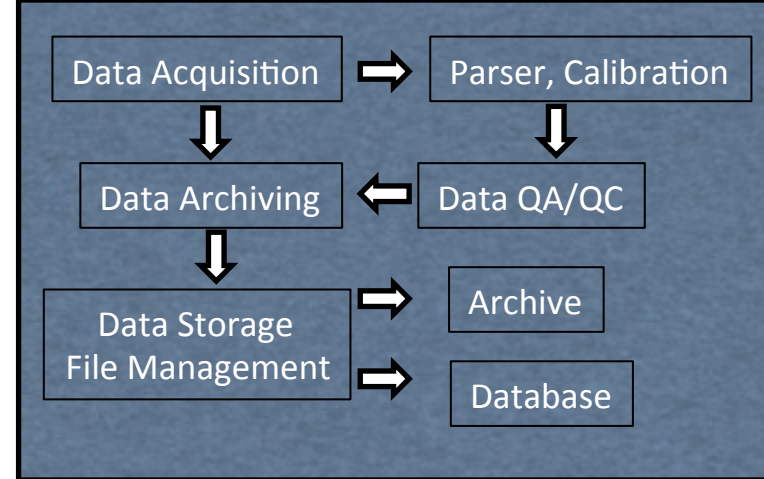 Data Acquisition
Parser, Calibration
Data Archiving
Data QA/QC
Data Storage
File Management
Archive
Database